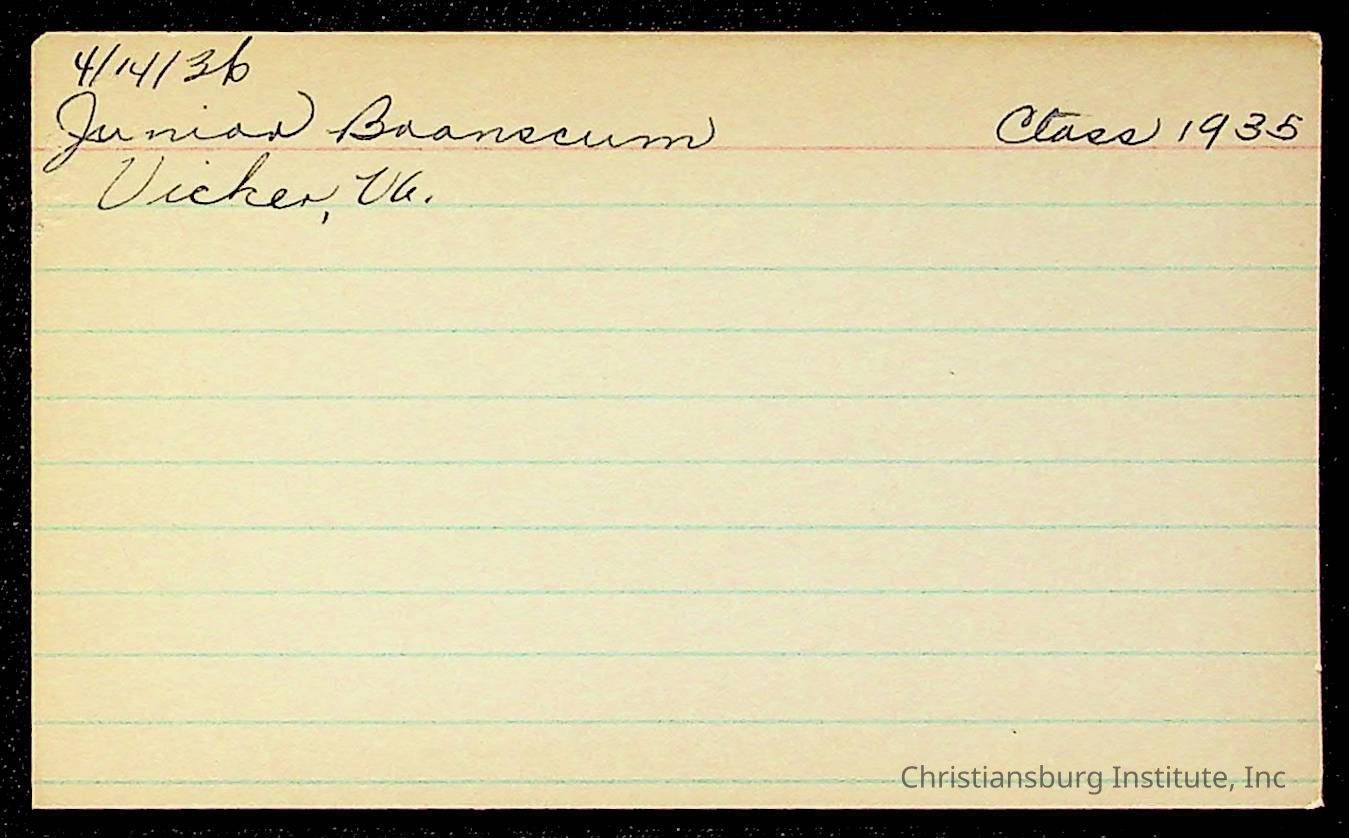 4/14/36
Junior Branscum Class 1935
Vicker, Va.
Christiansburg Institute, Inc